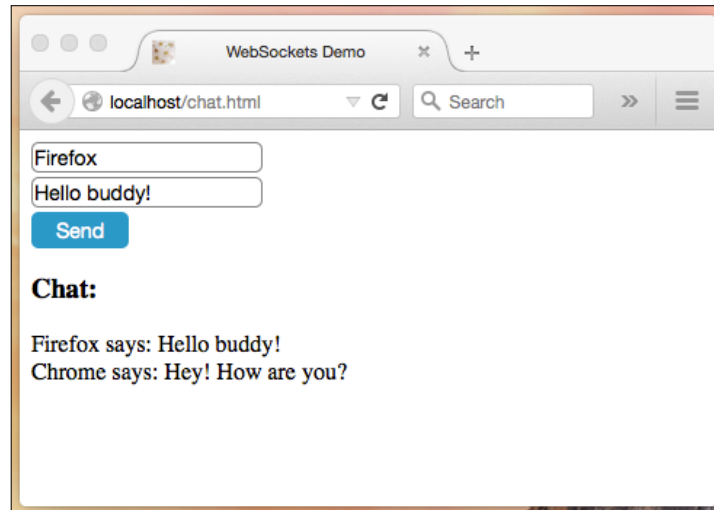 WebSockets Demo
localhost/chat.html
Search
Firefox
Hello buddy!
Send
Chat:
Firefox says: Hello buddy!
Chrome says: Hey! How are you?